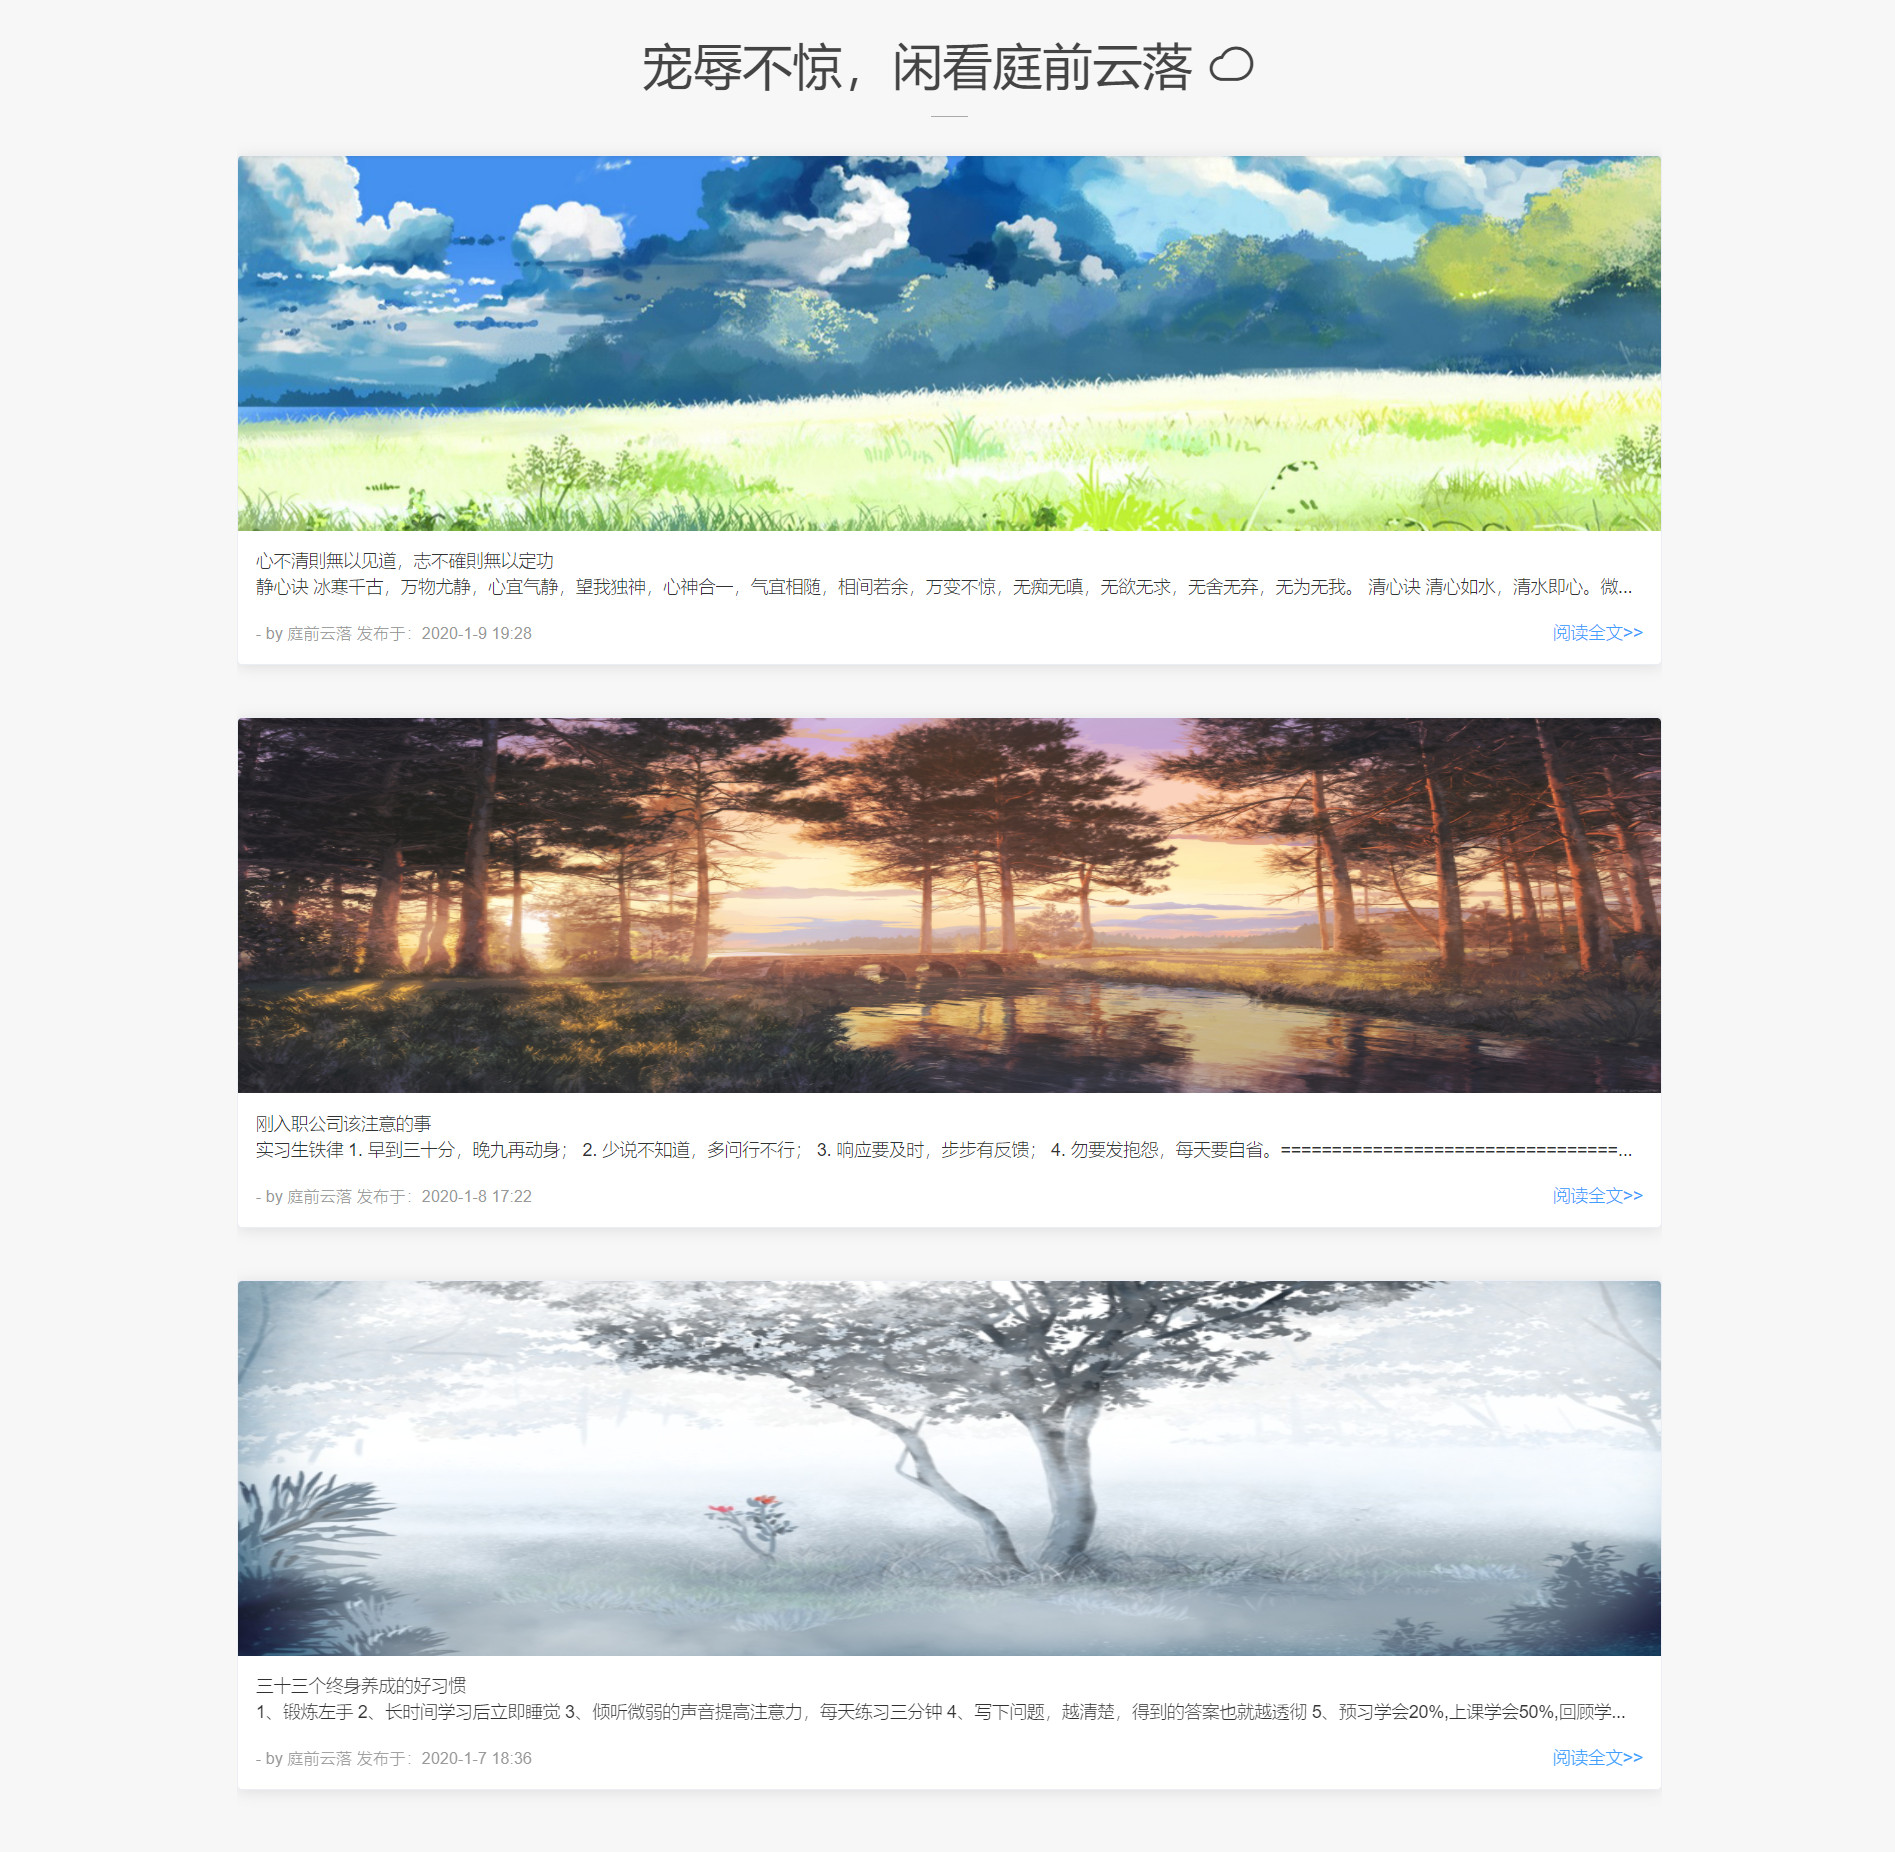 宠辱不惊，闲看庭前云落
心不清則無以见道，志不確則無以定功
静心诀 冰寒千古，万物尤静，心宜气静，望我独神，心神合一，气宜相随，相间若余，万变不惊，无痴无嗔，无欲无求，无舍无弃，无为无我。 清心诀 清心如水，清水即心。微...
- by 庭前云落 发布于：2020-1-9 19:28
阅读全文>>
刚入职公司该注意的事
实习生铁律 1. 早到三十分，晚九再动身； 2. 少说不知道，多问行不行； 3. 响应要及时，步步有反馈； 4. 勿要发抱怨，每天要自省。=================================...
- by 庭前云落 发布于：2020-1-8 17:22
阅读全文>>
三十三个终身养成的好习惯
1、锻炼左手 2、长时间学习后立即睡觉 3、倾听微弱的声音提高注意力，每天练习三分钟 4、写下问题，越清楚，得到的答案也就越透彻 5、预习学会20%,上课学会50%,回顾学...
- by 庭前云落 发布于：2020-1-7 18:36
阅读全文>>